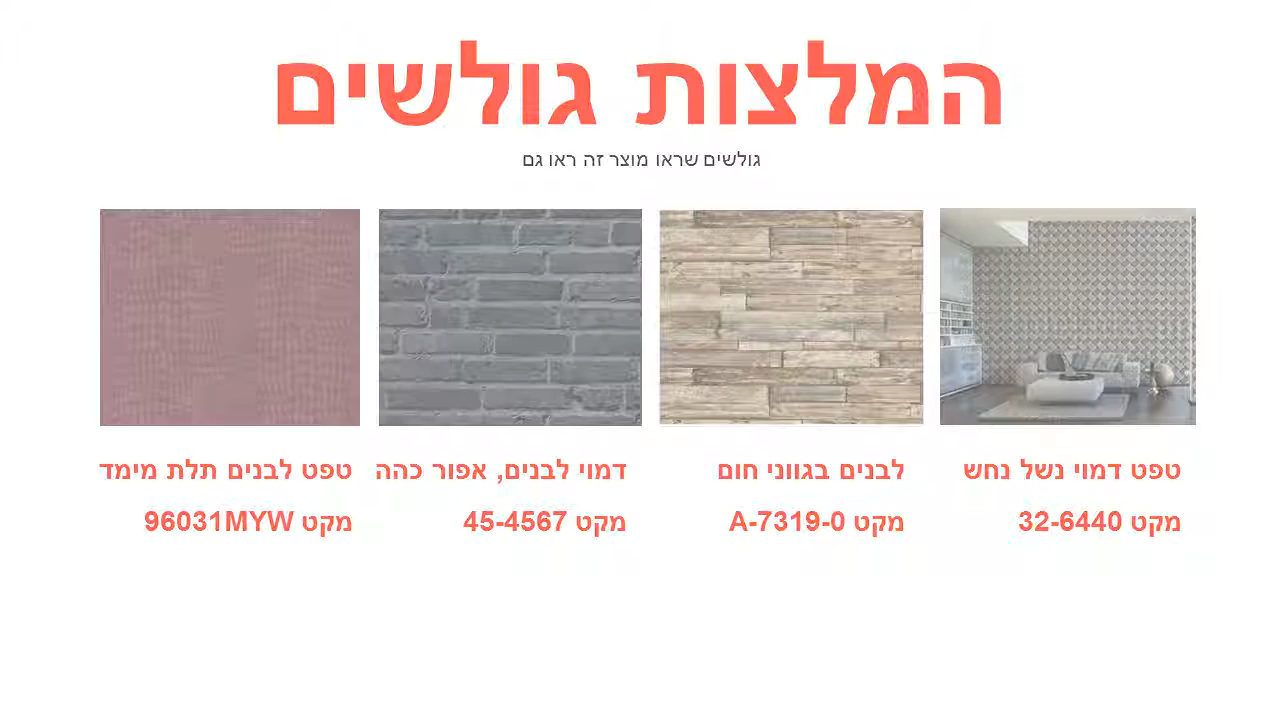 המלצות גולשים
גולשים שראו מוצר זה ראו גם
טפט דמוי נשל נחש
מקט 32-6440
לבנים בגווני חום
מקט A-7319-0
דמוי לבנים, אפור כהה
מקט 45-4567
טפט לבנים תלת מימד
מקט 96031MYW